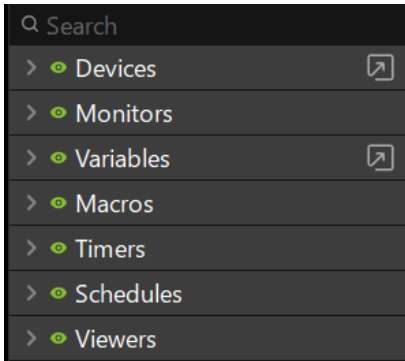 Search
Devices
Monitors
Variables
Macros
Timers
Schedules
Viewers